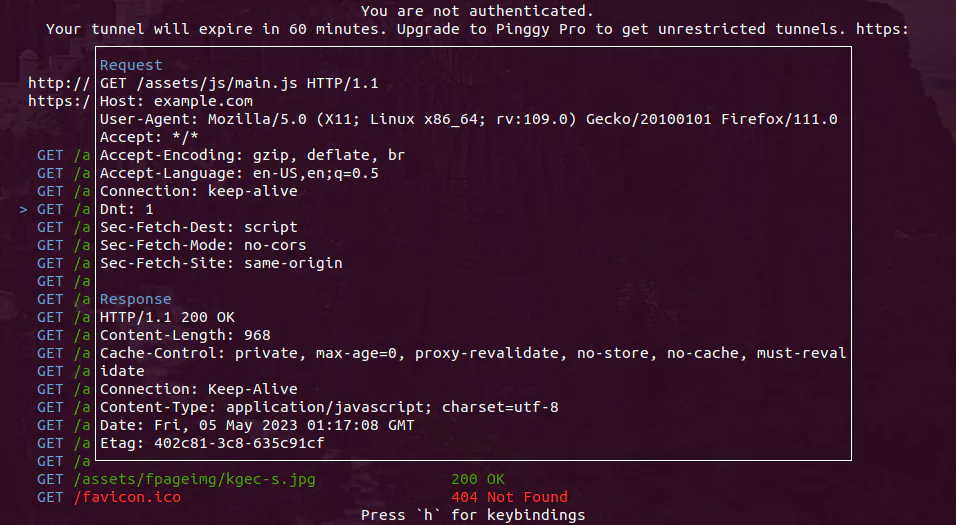 You are not authenticated.
Your tunnel will expire in 60 minutes. Upgrade to Pinggy Pro to get unrestricted tunnels. https:
Request
http:// GET /assets/js/main.js HTTP/1.1
https:/ Host: example.com
User-Agent: Mozilla/5.0 (X11; Linux x86_64; rv:109.0) Gecko/20100101 Firefox/111.0
Accept: */*
GET /a Accept-Encoding: gzip, deflate, br
GET /a Accept-Language: en-US,en;q=0.5
GET /a Connection: keep-alive
> GET /a Dnt: 1
GET /a Sec-Fetch-Dest: script
GET /a Sec-Fetch-Mode: no-cors
GET /a Sec-Fetch-Site: same-origin
GET /a
GET /a Response
GET /a HTTP/1.1 200 OK
GET /a Content-Length: 968
GET /a Cache-Control: private, max-age=0, proxy-revalidate, no-store, no-cache, must-reval
GET /a idate
GET /a Connection: Keep-Alive
GET /a Content-Type: application/javascript; charset=utf-8
GET /a Date: Fri, 05 May 2023 01:17:08 GMT
GET /a Etag: 402c81-3c8-635c91cf
GET /a
GET /assets/fpageimg/kgec-s.jpg 200 OK
GET /favicon.ico 404 Not Found
Press `h` for keybindings